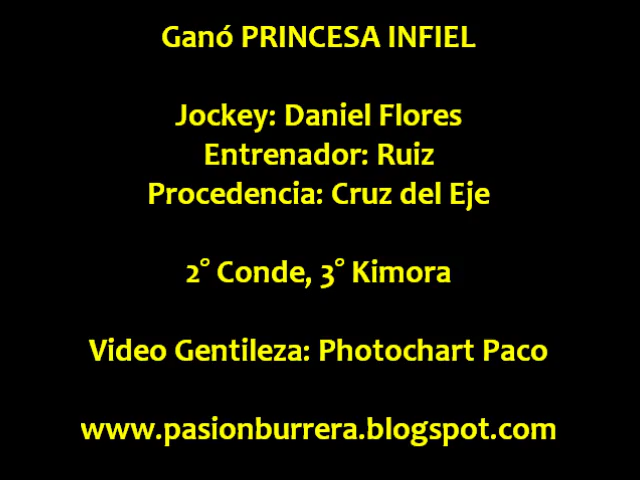 Ganó PRINCESA INFIEL
Jockey: Daniel Flores
Entrenador: Ruiz
Procedencia: Cruz del Eje
2° Conde, 3° Kimora
Video Gentileza: Photochart Paco
www.pasionburrera.blogspot.com